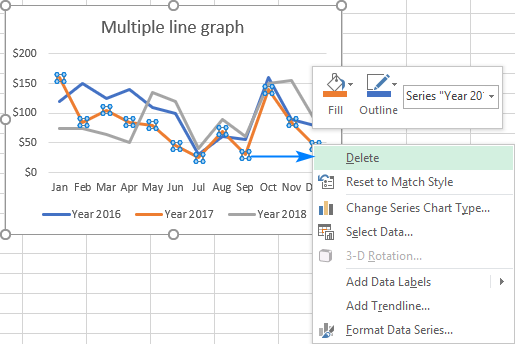 Multiple line graph
$200
$150
$100
$50
$0
Jan Feb Mar Apr May Jun Jul Aug Sep Oct Nov
Year 2016 Year 2017 Year 2018
Fill Outline Series "Year 20
Delete
Reset to Match Style
Change Series Chart Type...
Select Data...
3-D Rotation...
Add Data Labels
Add Trendline...
Format Data Series...